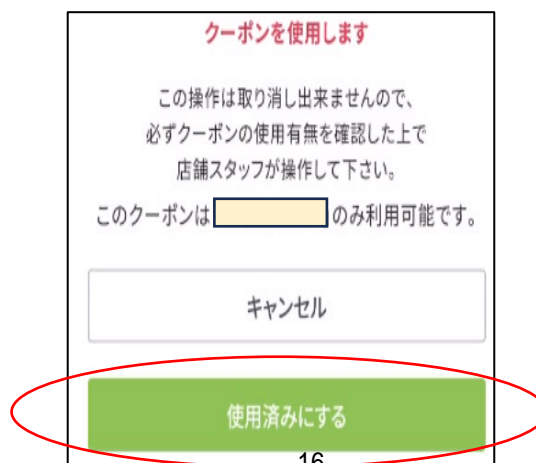 クーポンを使用します
この操作は取り消し出来ませんので、
必ずクーポンの使用有無を確認した上で
店舗スタッフが操作して下さい。
このクーポンは のみ利用可能です。
キャンセル
使用済みにする
16